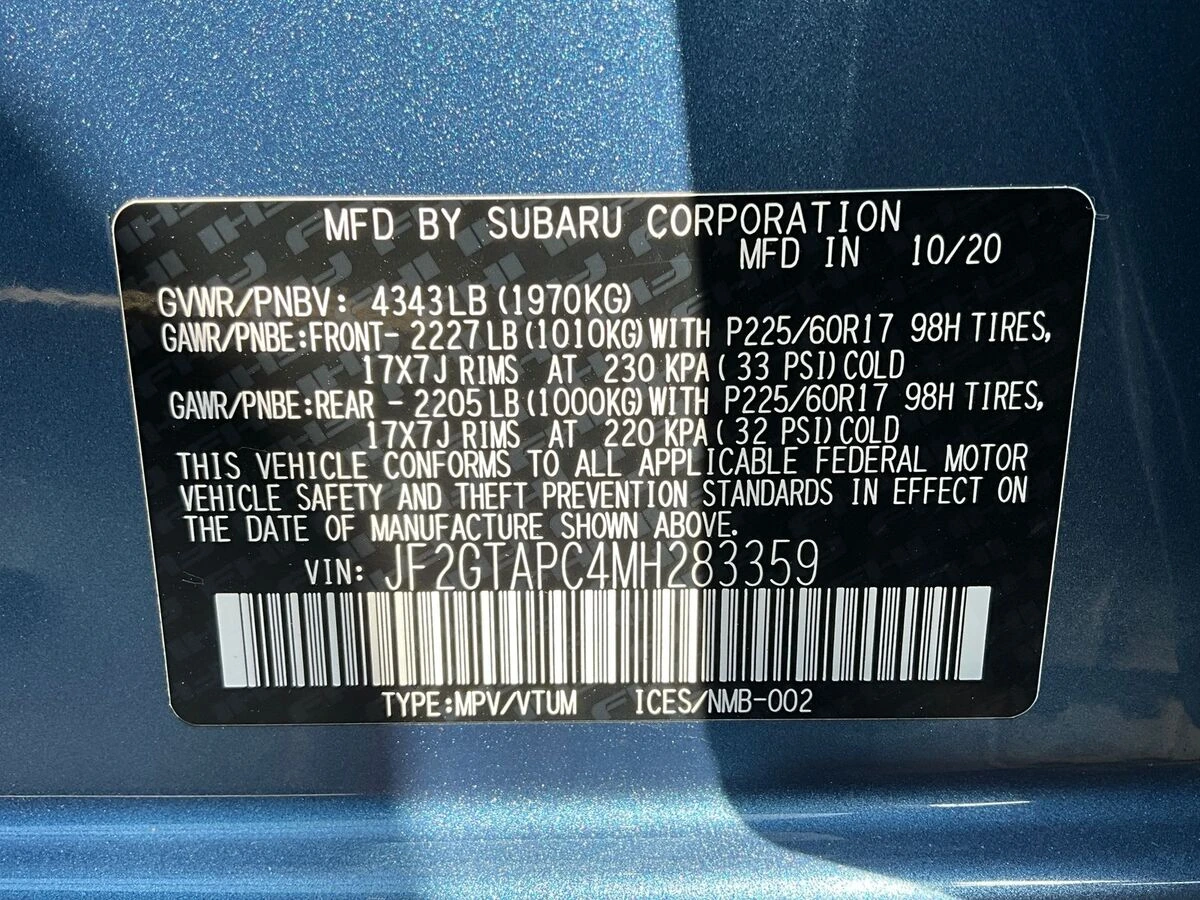 MFD BY SUBARU CORPORATION
MFD IN 10/20
GVWR/PNBV: 4343LB(1970KG)
GAWR/PNBE:FRONT- 2227LB(1010KG)WITH P225/60R17 98H TIRES,
17X7J RIMS AT 230 KPA( 33 PSI)COLD
GAWR/PNBE:REAR - 2205LB(1000KG)WITH P225/60R17 98H TIRES,
17X7J RIMS AT 220 KPA( 32 PSI)COLD
THIS VEHICLE CONFORMS TO ALL APPLICABLE FEDERAL MOTOR
VEHICLE SAFETY AND THEFT PREVENTION STANDARDS IN EFFECT ON
THE DATE OF MANUFACTURE SHOWN ABOVE.
VIN: JF2GTAPC4MH283359
TYPE:MPV/VTUM ICES/NMB-002